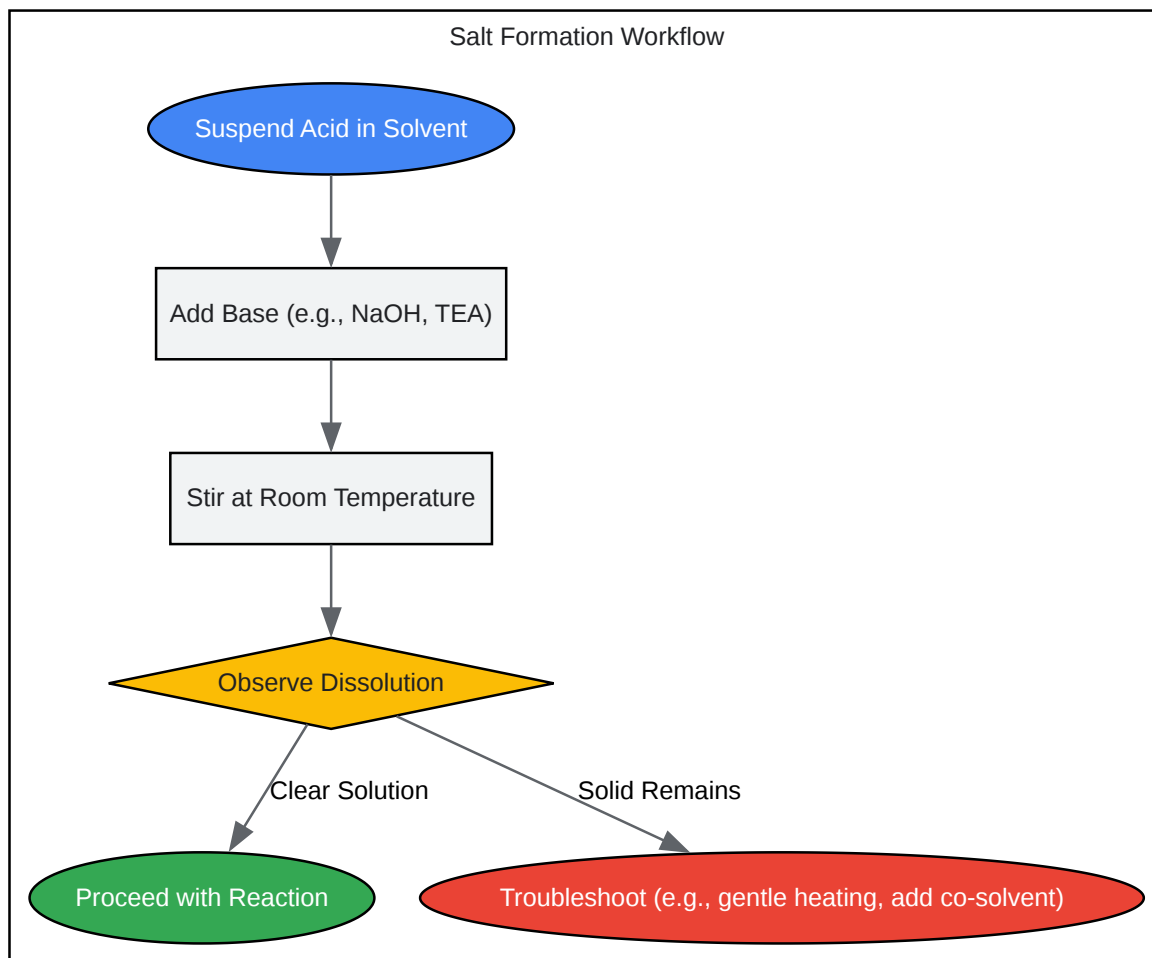 Salt Formation Workflow
Suspend Acid in Solvent
Add Base (e.g., NaOH, TEA)
Stir at Room Temperature
Observe Dissolution
Clear Solution
Solid Remains
Proceed with Reaction
Troubleshoot (e.g., gentle heating, add co-solvent)